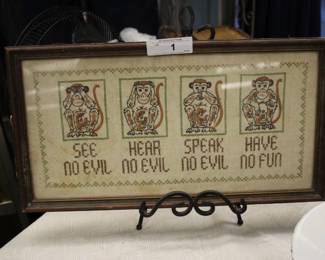 1
SEE HEAR SPEAK HAVE
NO EVIL NO EVIL NO EVIL NO FUN